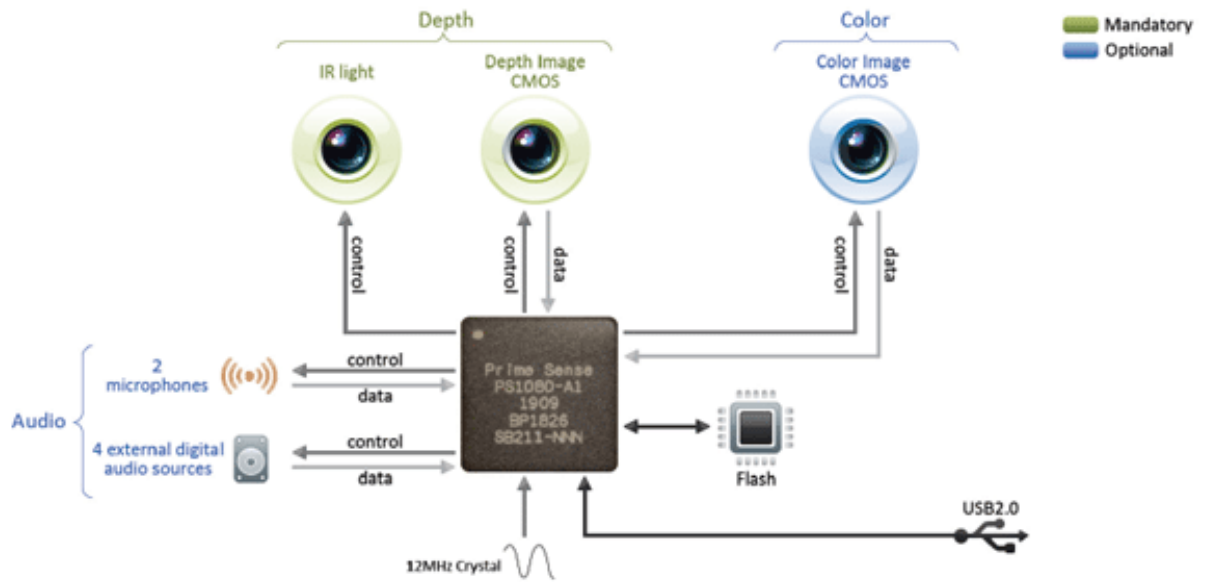 Depth
Color
Mandatory
Optional
IR light
Depth Image
CMOS
Color Image
CMOS
control
control
data
control
data
Prime Sense
PS1080-A1
1909
BP1826
SB211-NNN
Audio
2
microphones
control
data
4 external digital
audio sources
control
data
Flash
USB2.0
12MHz Crystal